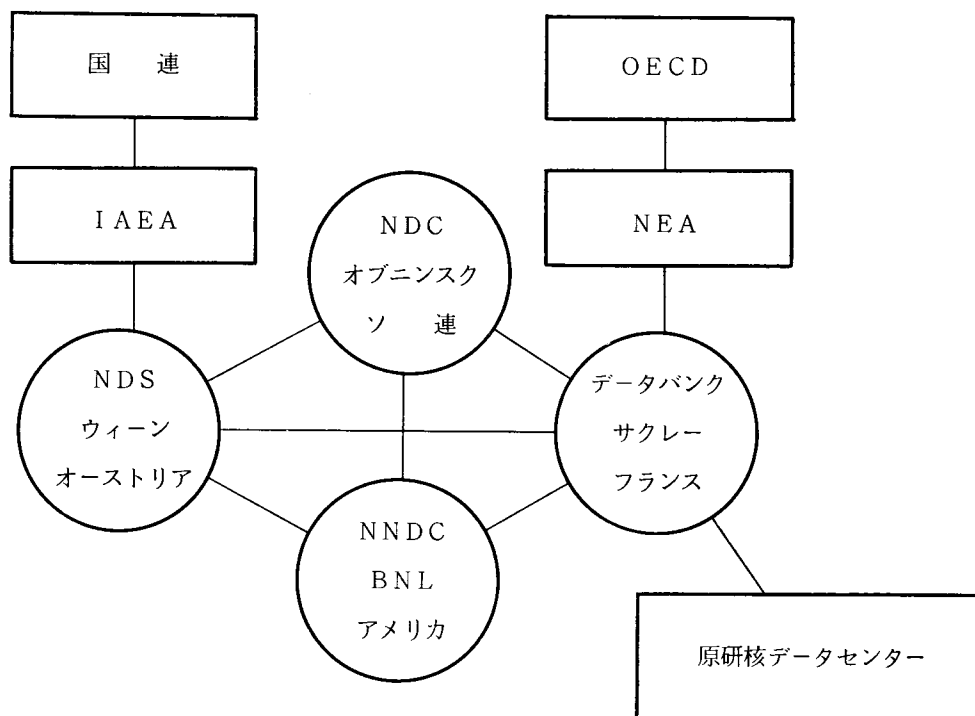 国 連
OECD
IAEA
NEA
NDC
オブニンスク
ソ 連
NDS
ウィーン
オーストリア
データバンク
サクレー
フランス
NNDC
BNL
アメリカ
原研核データセンター